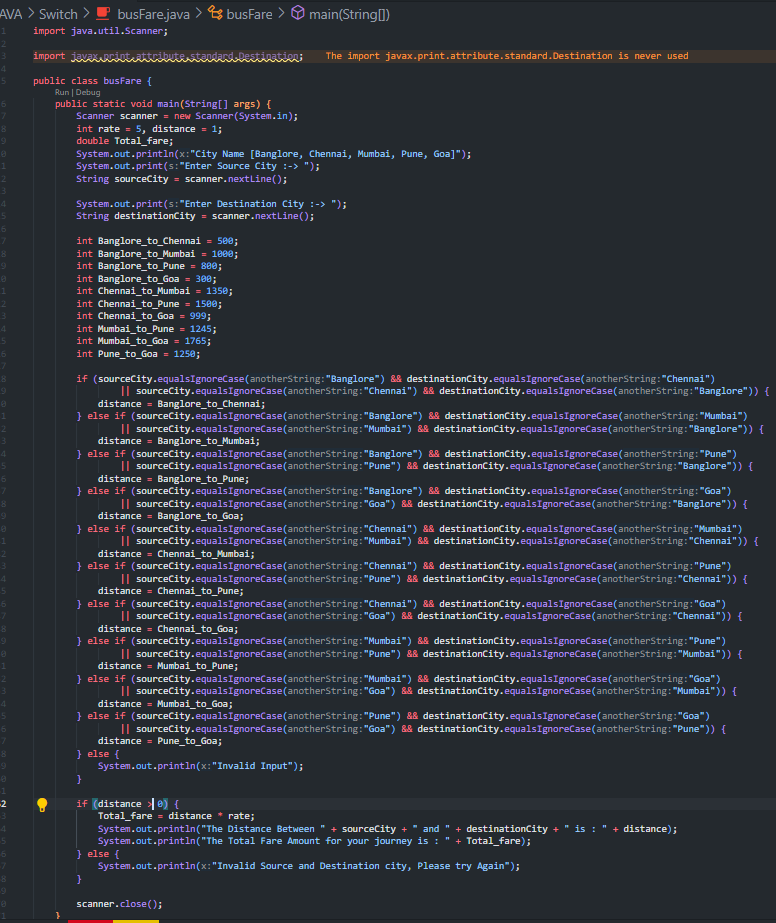 AVA > Switch > busFare.java > busFare > main(String[])
import java.util.Scanner;
import javax.print.attribute.standard.Destination; The import javax.print.attribute.standard.Destination is never used
public class busFare {
Run | Debug
public static void main(String[] args) {
Scanner scanner = new Scanner(System.in);
int rate = 5, distance = 1;
double Total_fare;
System.out.println(x:"City Name [Banglore, Chennai, Mumbai, Pune, Goa]");
System.out.print(s:"Enter Source City :-> ");
String sourceCity = scanner.nextLine();
System.out.print(s:"Enter Destination City :-> ");
String destinationCity = scanner.nextLine();
int Banglore_to_Chennai = 500;
int Banglore_to_Mumbai = 1000;
int Banglore_to_Pune = 800;
int Banglore_to_Goa = 300;
int Chennai_to_Mumbai = 1350;
int Chennai_to_Pune = 1500;
int Chennai_to_Goa = 999;
int Mumbai_to_Pune = 1245;
int Mumbai_to_Goa = 1765;
int Pune_to_Goa = 1250;
if (sourceCity.equalsIgnoreCase(anotherString:"Banglore") && destinationCity.equalsIgnoreCase(anotherString:"Chennai")
|| sourceCity.equalsIgnoreCase(anotherString:"Chennai") && destinationCity.equalsIgnoreCase(anotherString:"Banglore")) {
distance = Banglore_to_Chennai;
} else if (sourceCity.equalsIgnoreCase(anotherString:"Banglore") && destinationCity.equalsIgnoreCase(anotherString:"Mumbai")
|| sourceCity.equalsIgnoreCase(anotherString:"Mumbai") && destinationCity.equalsIgnoreCase(anotherString:"Banglore")) {
distance = Banglore_to_Mumbai;
} else if (sourceCity.equalsIgnoreCase(anotherString:"Banglore") && destinationCity.equalsIgnoreCase(anotherString:"Pune")
|| sourceCity.equalsIgnoreCase(anotherString:"Pune") && destinationCity.equalsIgnoreCase(anotherString:"Banglore")) {
distance = Banglore_to_Pune;
} else if (sourceCity.equalsIgnoreCase(anotherString:"Banglore") && destinationCity.equalsIgnoreCase(anotherString:"Goa")
|| sourceCity.equalsIgnoreCase(anotherString:"Goa") && destinationCity.equalsIgnoreCase(anotherString:"Banglore")) {
distance = Banglore_to_Goa;
} else if (sourceCity.equalsIgnoreCase(anotherString:"Chennai") && destinationCity.equalsIgnoreCase(anotherString:"Mumbai")
|| sourceCity.equalsIgnoreCase(anotherString:"Mumbai") && destinationCity.equalsIgnoreCase(anotherString:"Chennai")) {
distance = Chennai_to_Mumbai;
} else if (sourceCity.equalsIgnoreCase(anotherString:"Chennai") && destinationCity.equalsIgnoreCase(anotherString:"Pune")
|| sourceCity.equalsIgnoreCase(anotherString:"Pune") && destinationCity.equalsIgnoreCase(anotherString:"Chennai")) {
distance = Chennai_to_Pune;
} else if (sourceCity.equalsIgnoreCase(anotherString:"Chennai") && destinationCity.equalsIgnoreCase(anotherString:"Goa")
|| sourceCity.equalsIgnoreCase(anotherString:"Goa") && destinationCity.equalsIgnoreCase(anotherString:"Chennai")) {
distance = Chennai_to_Goa;
} else if (sourceCity.equalsIgnoreCase(anotherString:"Mumbai") && destinationCity.equalsIgnoreCase(anotherString:"Pune")
|| sourceCity.equalsIgnoreCase(anotherString:"Pune") && destinationCity.equalsIgnoreCase(anotherString:"Mumbai")) {
distance = Mumbai_to_Pune;
} else if (sourceCity.equalsIgnoreCase(anotherString:"Mumbai") && destinationCity.equalsIgnoreCase(anotherString:"Goa")
|| sourceCity.equalsIgnoreCase(anotherString:"Goa") && destinationCity.equalsIgnoreCase(anotherString:"Mumbai")) {
distance = Mumbai_to_Goa;
} else if (sourceCity.equalsIgnoreCase(anotherString:"Pune") && destinationCity.equalsIgnoreCase(anotherString:"Goa")
|| sourceCity.equalsIgnoreCase(anotherString:"Goa") && destinationCity.equalsIgnoreCase(anotherString:"Pune")) {
distance = Pune_to_Goa;
} else {
System.out.println(x:"Invalid Input");
}
if (distance > 0) {
Total_fare = distance * rate;
System.out.println("The Distance Between " + sourceCity + " and " + destinationCity + " is : " + distance);
System.out.println("The Total Fare Amount for your journey is : " + Total_fare);
} else {
System.out.println(x:"Invalid Source and Destination city, Please try Again");
}
scanner.close();
}